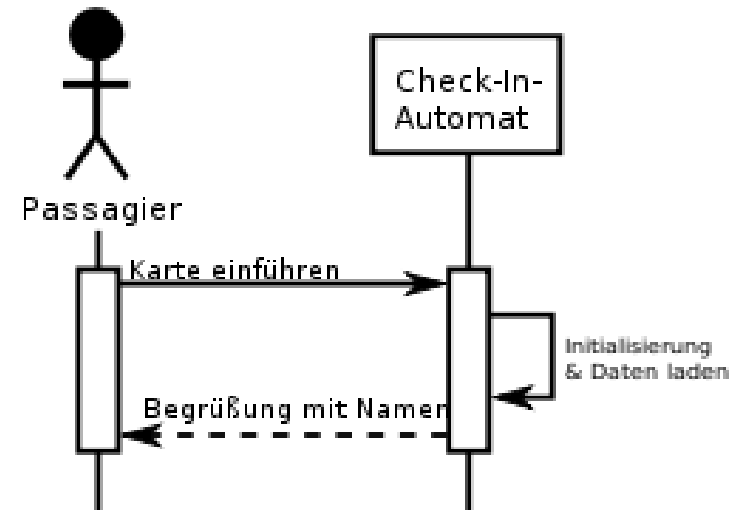 Check-In-
Automat
Passagier
Karte einführen
Initialisierung
& Daten laden
Begrüßung mit Namen